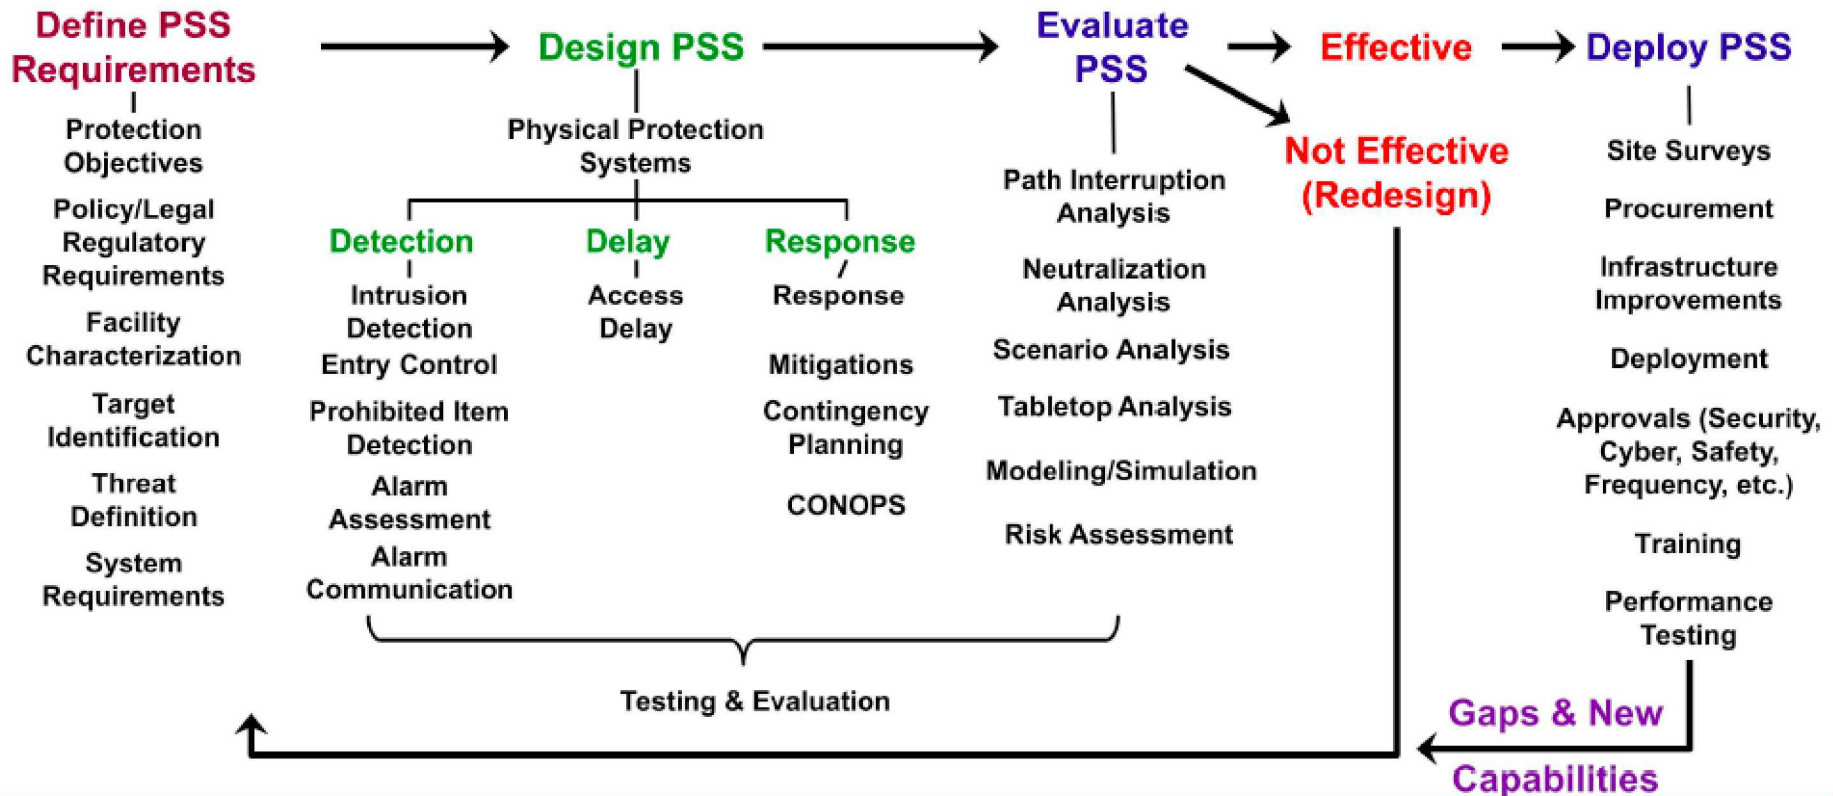 Define PSS
Requirements
Protection
Objectives
Policy/Legal
Regulatory
Requirements
Facility
Characterization
Target
Identification
Threat
Definition
System
Requirements
Design PSS
Physical Protection
Systems
Detection
Intrusion
Detection
Entry Control
Prohibited Item
Detection
Alarm
Assessment
Alarm
Communication
Delay
Access
Delay
Response
Response
Mitigations
Contingency
Planning
CONOPS
Evaluate
PSS
Path Interruption
Analysis
Neutralization
Analysis
Scenario Analysis
Tabletop Analysis
Modeling/Simulation
Risk Assessment
Testing & Evaluation
Effective
Not Effective
(Redesign)
Deploy PSS
Site Surveys
Procurement
Infrastructure
Improvements
Deployment
Approvals (Security,
Cyber, Safety,
Frequency, etc.)
Training
Performance
Testing
Gaps & New
Capabilities